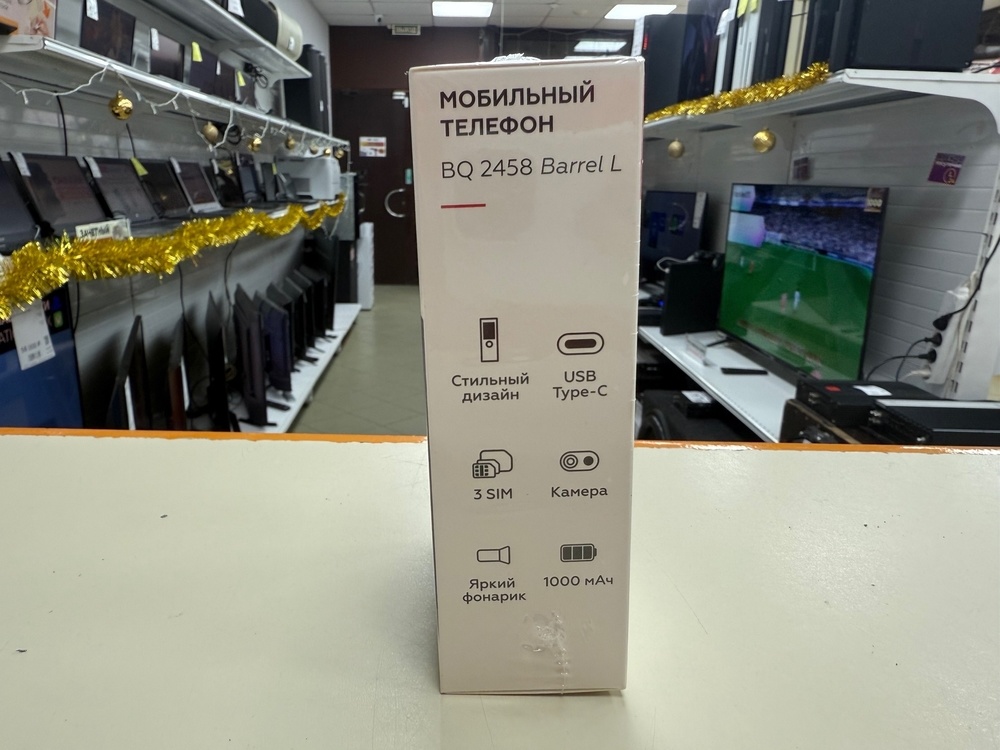 МОБИЛЬНЫЙ
ТЕЛЕФОН
BQ 2458 Barrel L
Стильный
дизайн
USB
Type-C
3 SIM
Камера
Яркий
фонарик
1000 мАч